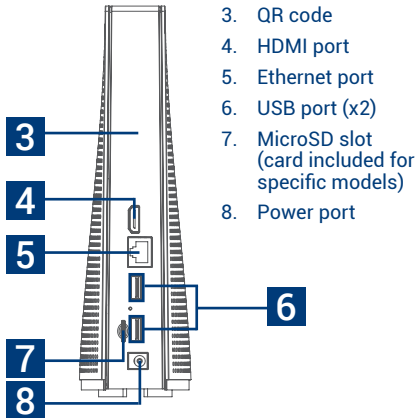 3. QR code
4. HDMI port
5. Ethernet port
6. USB port (x2)
7. MicroSD slot
(card included for
specific models)
8. Power port
3
4
5
6
7
8